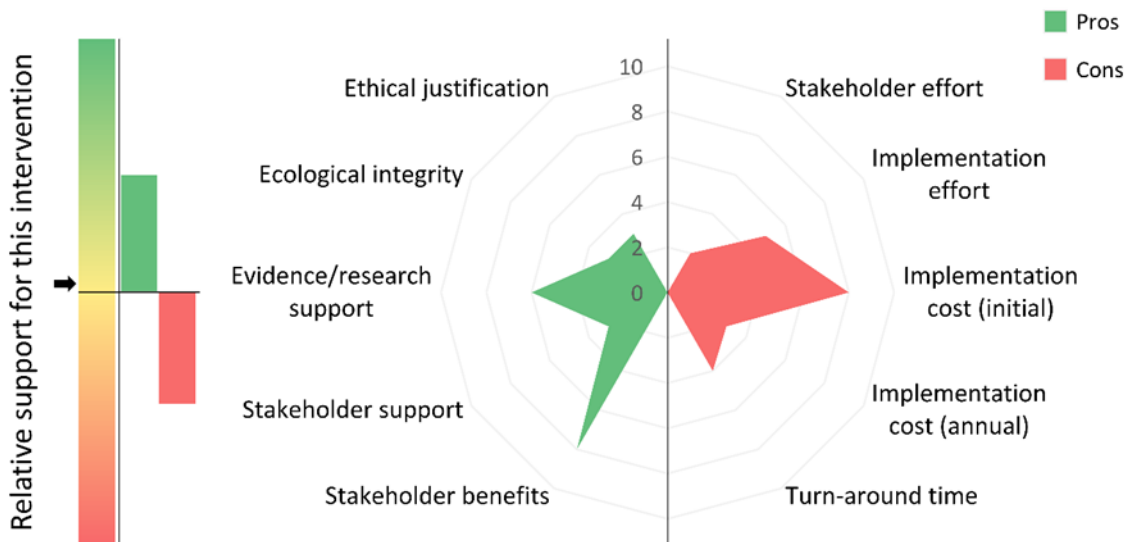 Relative support for this intervention
Pros
Cons
10
8
6
4
2
0
Ethical justification
Ecological integrity
Evidence/research
support
Stakeholder support
Stakeholder benefits
Stakeholder effort
Implementation
effort
Implementation
cost (initial)
Implementation
cost (annual)
Turn-around time